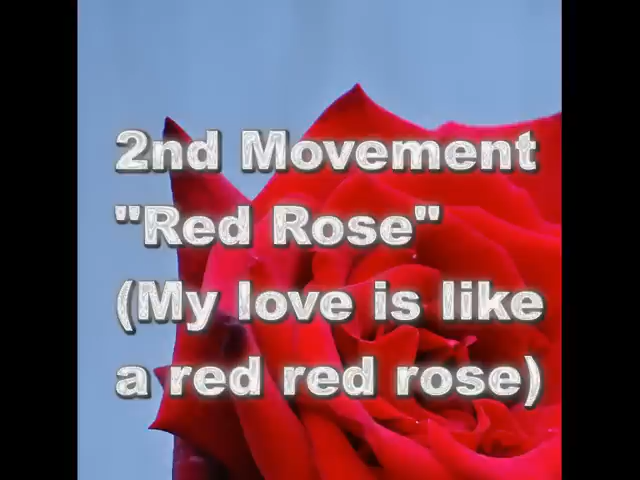 2nd Movement
"Red Rose"
(My love is like
a red red rose)